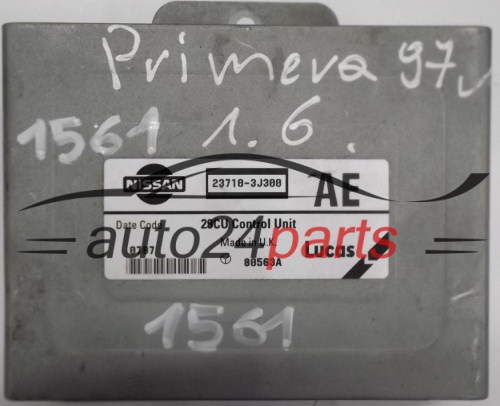 Primera 97
1561 1.6.
NISSAN 23710-3J300 AE
Date Code 29CU Control Unit
Made in U.K. Lucas
80563A
auto24parts
1561